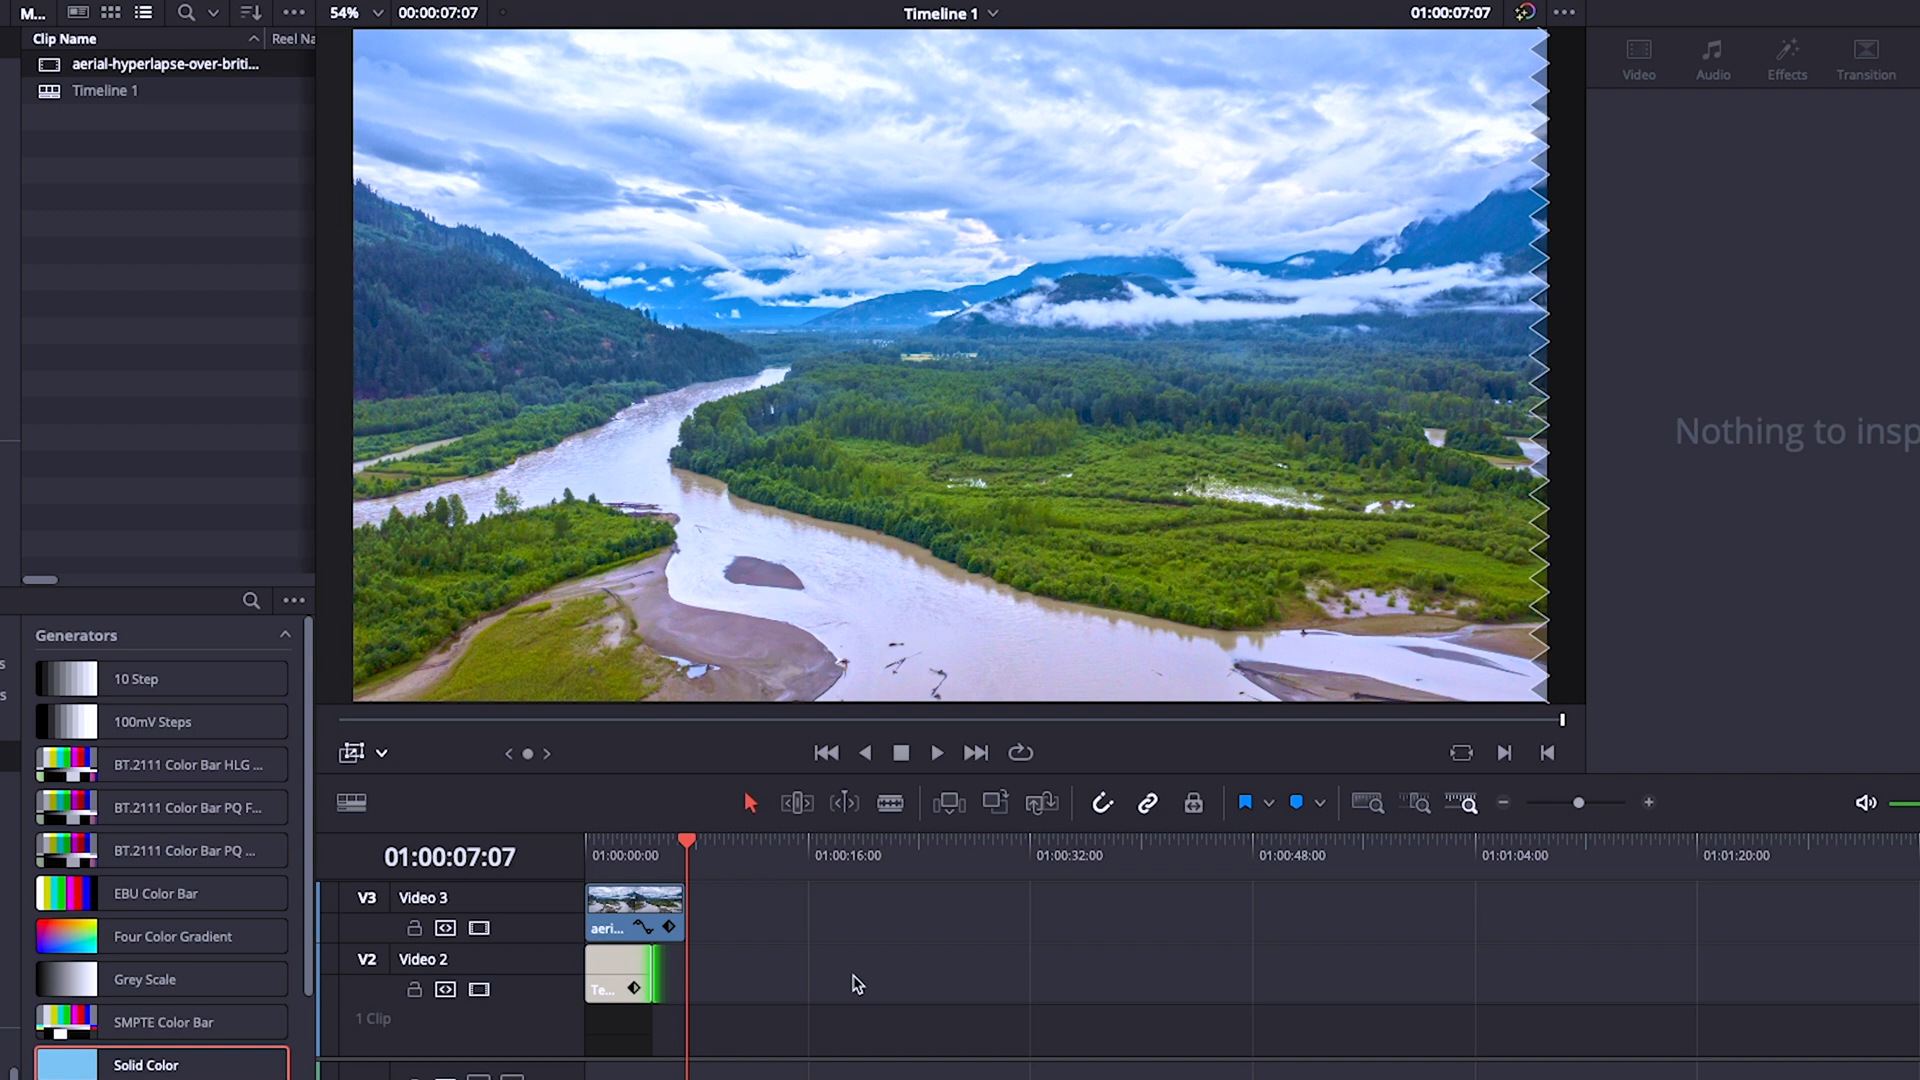 M...
54%
00:00:07:07
Timeline 1
01:00:07:07
Clip Name
Reel Na
aerial-hyperlapse-over-briti...
Timeline 1
Video
Audio
Effects
Transition
Nothing to insp
Generators
s
s
10 Step
100mV Steps
BT.2111 Color Bar HLG ...
BT.2111 Color Bar PQ F...
BT.2111 Color Bar PQ ...
EBU Color Bar
Four Color Gradient
Grey Scale
SMPTE Color Bar
Solid Color
01:00:07:07
01:00:00:00
01:00:16:00
01:00:32:00
01:00:48:00
01:01:04:00
01:01:20:00
V3 Video 3
aeri...
V2 Video 2
Te...
1 Clip